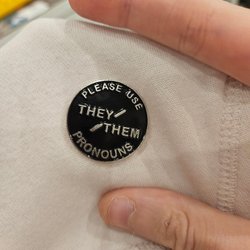 PLEASE USE
THEY/
/THEM
PRONOUNS